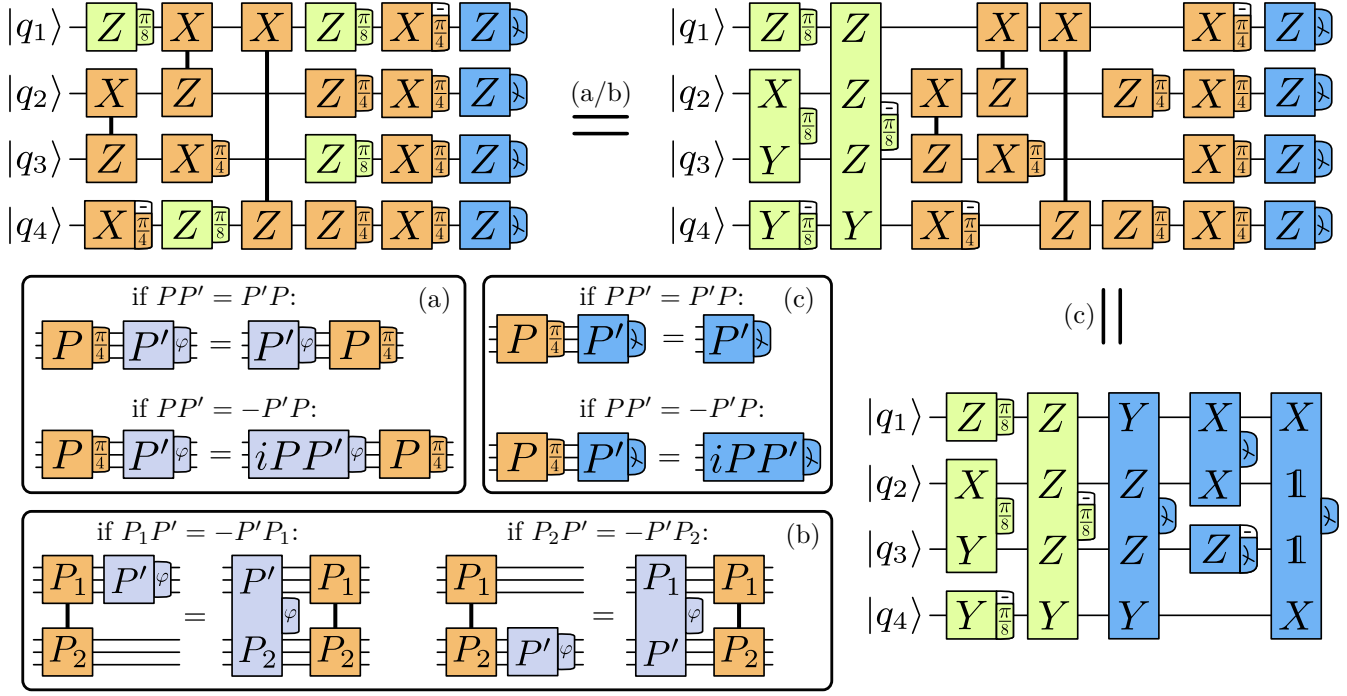 |q₁⟩ Z π/8 X X Z π/8 X -π/4 Z
|q₂⟩ X Z Z π/4 X π/4 Z
|q₃⟩ Z X π/4 Z π/8 X π/4 Z
|q₄⟩ X -π/4 Z π/8 Z Z π/4 X π/4 Z
(a/b)
|q₁⟩ Z π/8 Z X X X -π/4 Z
|q₂⟩ X Z X Z Z π/4 X π/4 Z
π/8 -π/8
|q₃⟩ Y Z Z X π/4 X π/4 Z
|q₄⟩ Y -π/8 Y X -π/4 Z Z π/4 X π/4 Z
(a)
if PP′ = P′P:
P π/4 P′ φ = P′ φ P π/4
if PP′ = −P′P:
P π/4 P′ φ = iPP′ φ P π/4
(c)
if PP′ = P′P:
P π/4 P′ = P′
if PP′ = −P′P:
P π/4 P′ = iPP′
(b)
if P₁P′ = −P′P₁:
P₁ P′ φ = P′ P₁
φ
P₂ P₂ P₂
if P₂P′ = −P′P₂:
P₁ = P₁ P₁
φ
P₂ P′ φ P′ P₂
(c)
|q₁⟩ Z π/8 Z Y X X
|q₂⟩ X Z Z X 𝟙
π/8 -π/8
|q₃⟩ Y Z Z Z - 𝟙
|q₄⟩ Y -π/8 Y Y X